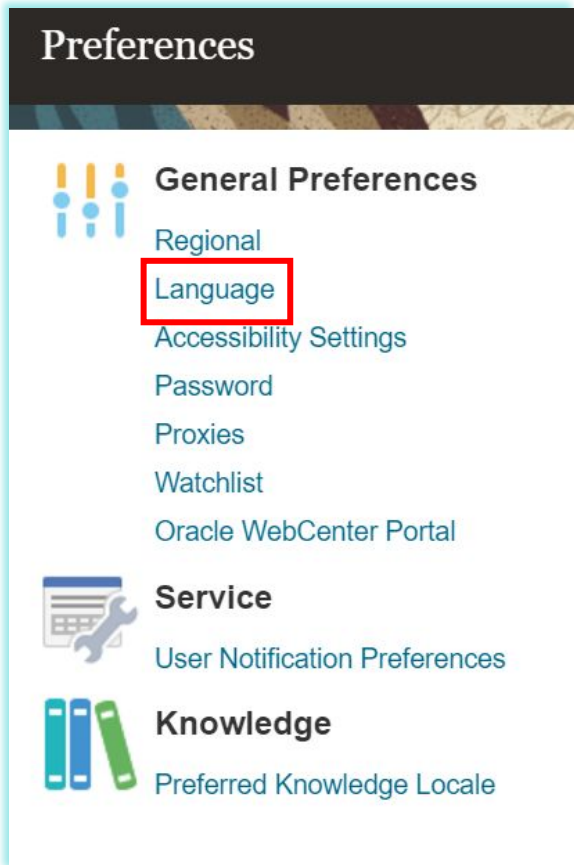 Preferences
General Preferences
Regional
Language
Accessibility Settings
Password
Proxies
Watchlist
Oracle WebCenter Portal
Service
User Notification Preferences
Knowledge
Preferred Knowledge Locale